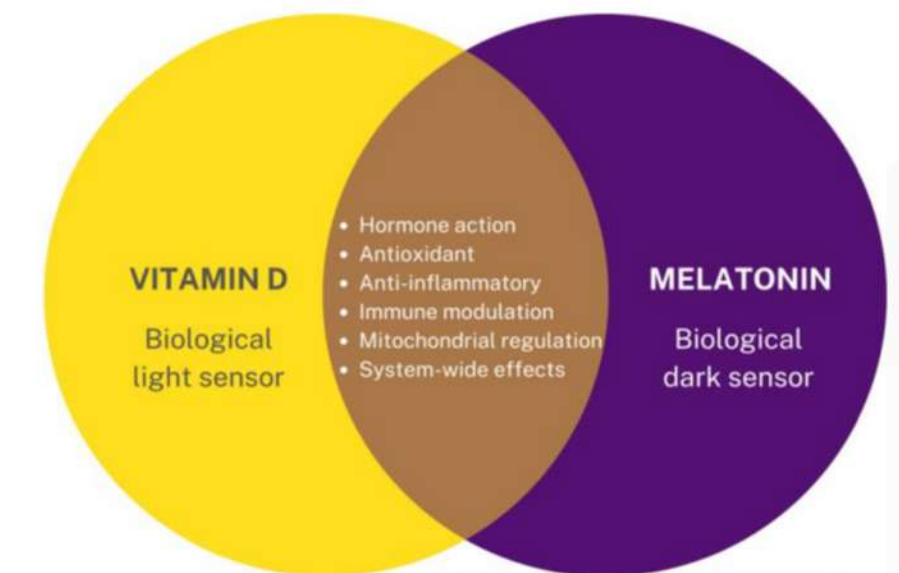 VITAMIN D
Biological
light sensor
• Hormone action
• Antioxidant
• Anti-inflammatory
• Immune modulation
• Mitochondrial regulation
• System-wide effects
MELATONIN
Biological
dark sensor